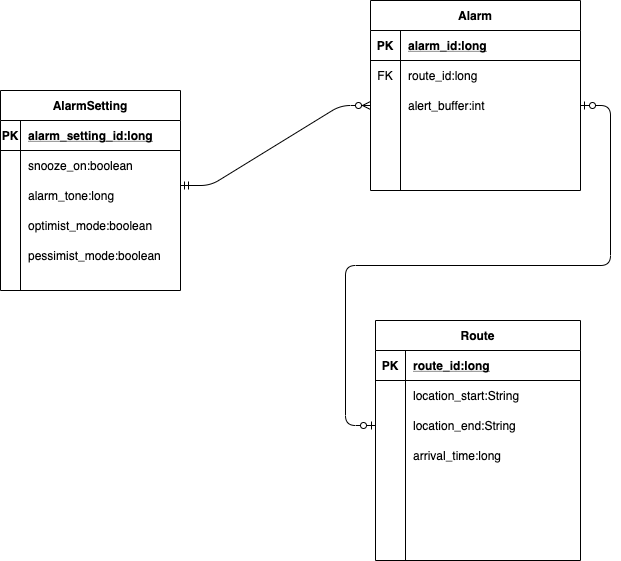 Alarm
PK alarm_id:long
FK route_id:long
alert_buffer:int
AlarmSetting
PK alarm_setting_id:long
snooze_on:boolean
alarm_tone:long
optimist_mode:boolean
pessimist_mode:boolean
Route
PK route_id:long
location_start:String
location_end:String
arrival_time:long